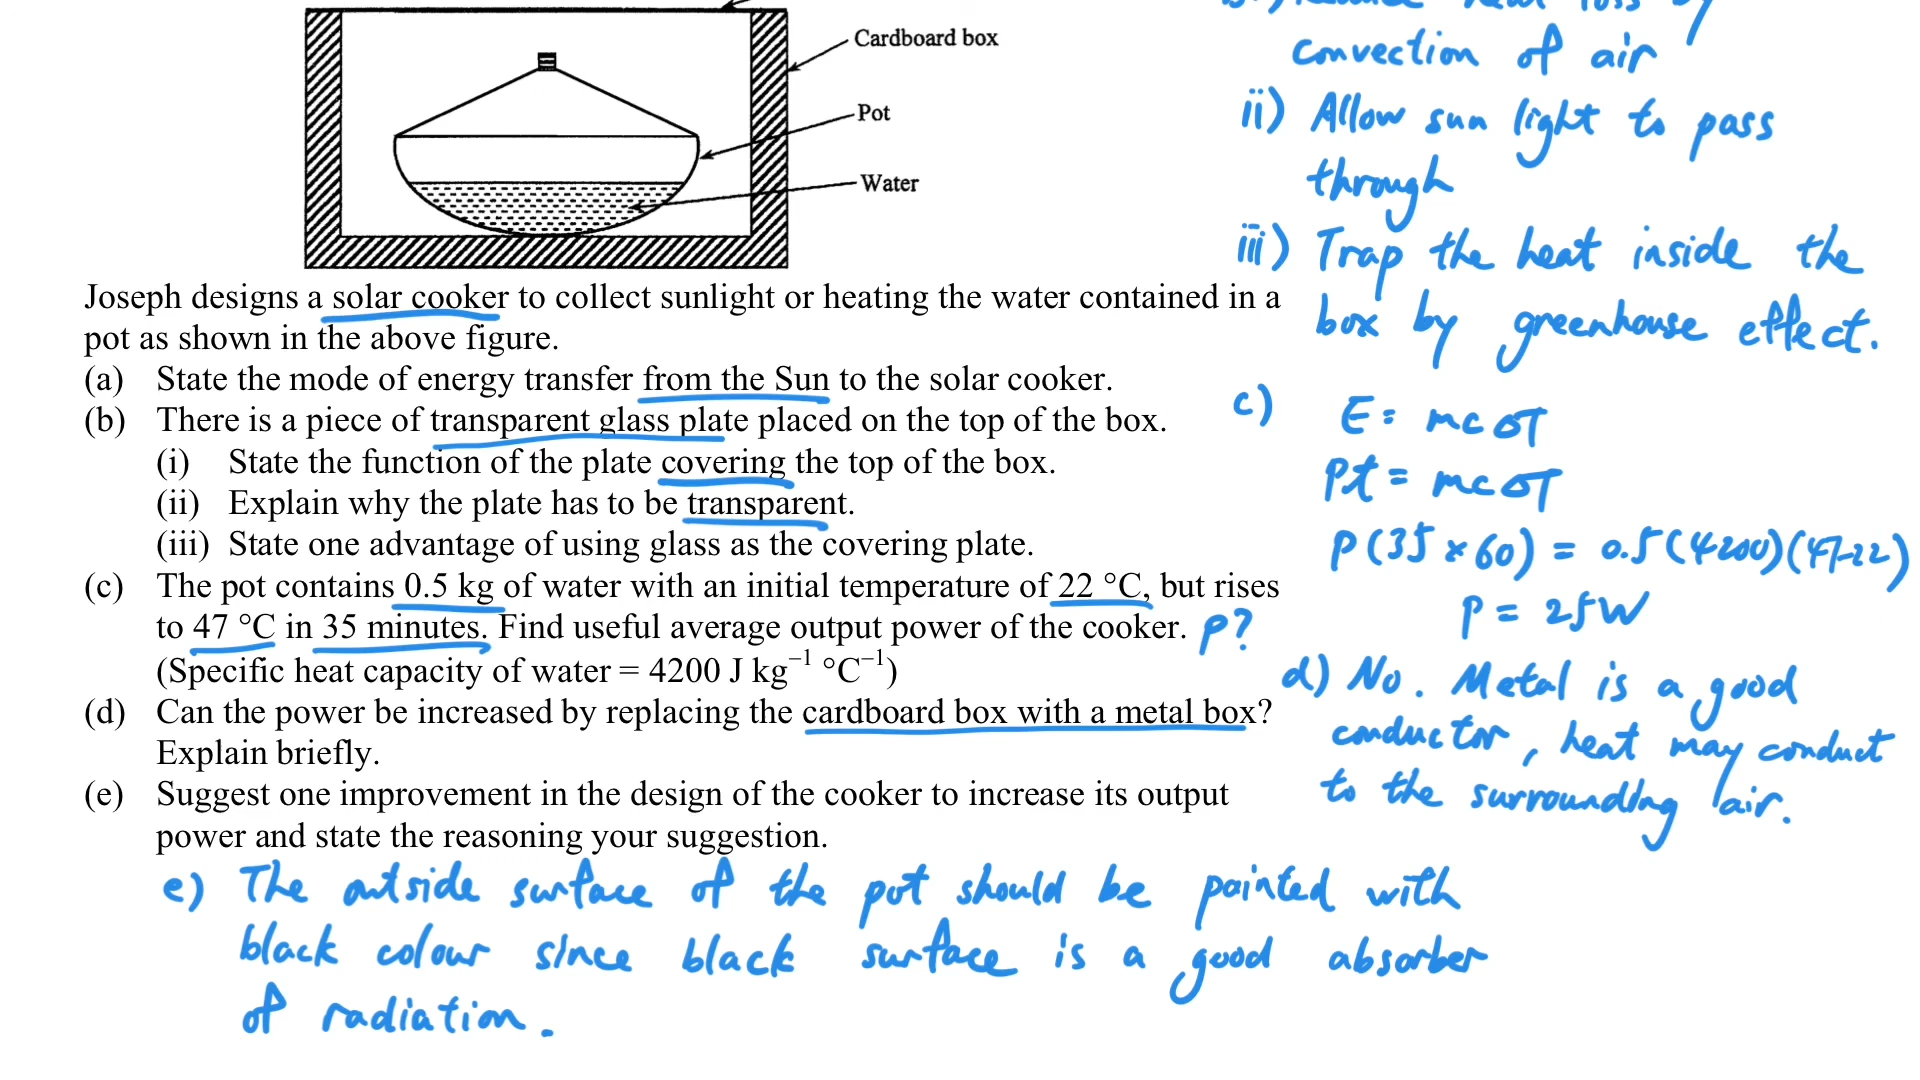 Cardboard box
Pot
Water
Joseph designs a solar cooker to collect sunlight or heating the water contained in a
pot as shown in the above figure.
(a) State the mode of energy transfer from the Sun to the solar cooker.
(b) There is a piece of transparent glass plate placed on the top of the box.
(i) State the function of the plate covering the top of the box.
(ii) Explain why the plate has to be transparent.
(iii) State one advantage of using glass as the covering plate.
(c) The pot contains 0.5 kg of water with an initial temperature of 22 °C, but rises
to 47 °C in 35 minutes. Find useful average output power of the cooker. P?
(Specific heat capacity of water = 4200 J kg⁻¹ °C⁻¹)
(d) Can the power be increased by replacing the cardboard box with a metal box?
Explain briefly.
(e) Suggest one improvement in the design of the cooker to increase its output
power and state the reasoning your suggestion.
e) The outside surface of the pot should be painted with
black colour since black surface is a good absorber
of radiation.
heat loss by
convection of air
ii) Allow sun light to pass
through
iii) Trap the heat inside the
box by greenhouse effect.
c) E = mcΔT
Pt = mcΔT
P(35 × 60) = 0.5(4200)(47-22)
P = 25W
d) No. Metal is a good
conductor, heat may conduct
to the surrounding air.